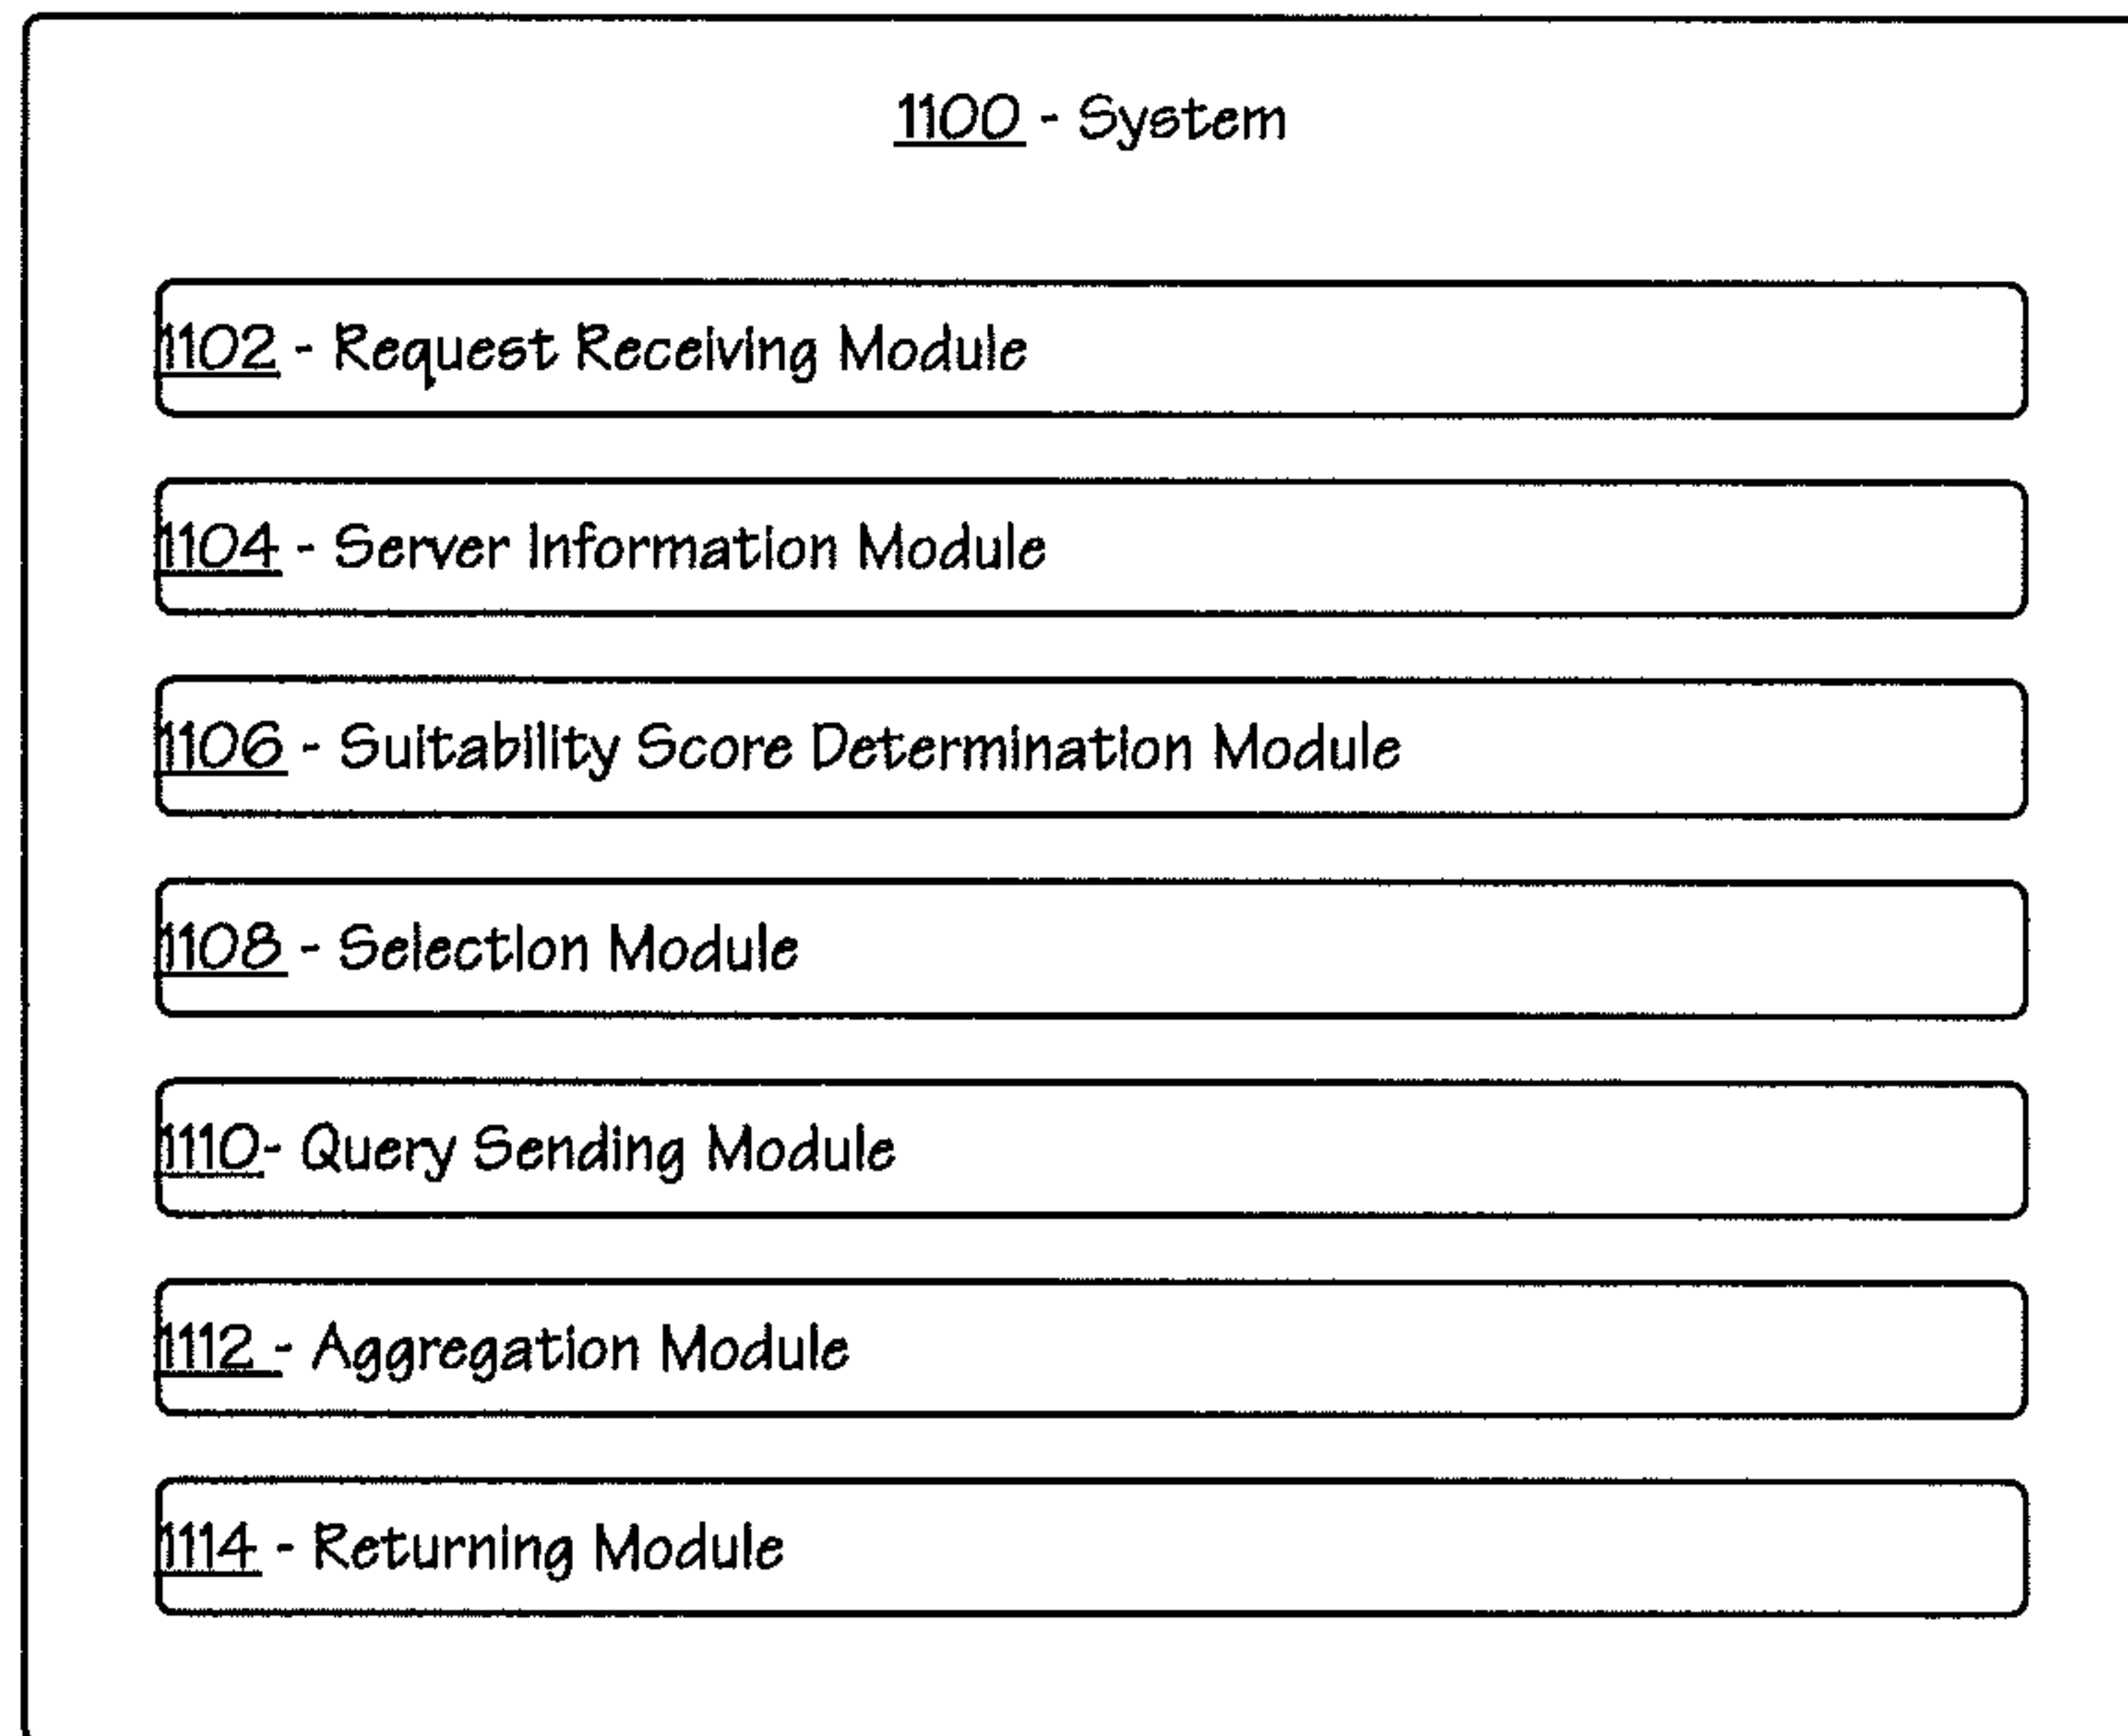 1100 - System
1102 - Request Receiving Module
1104 - Server Information Module
1106 - Suitability Score Determination Module
1108 - Selection Module
1110- Query Sending Module
1112 - Aggregation Module
1114 - Returning Module